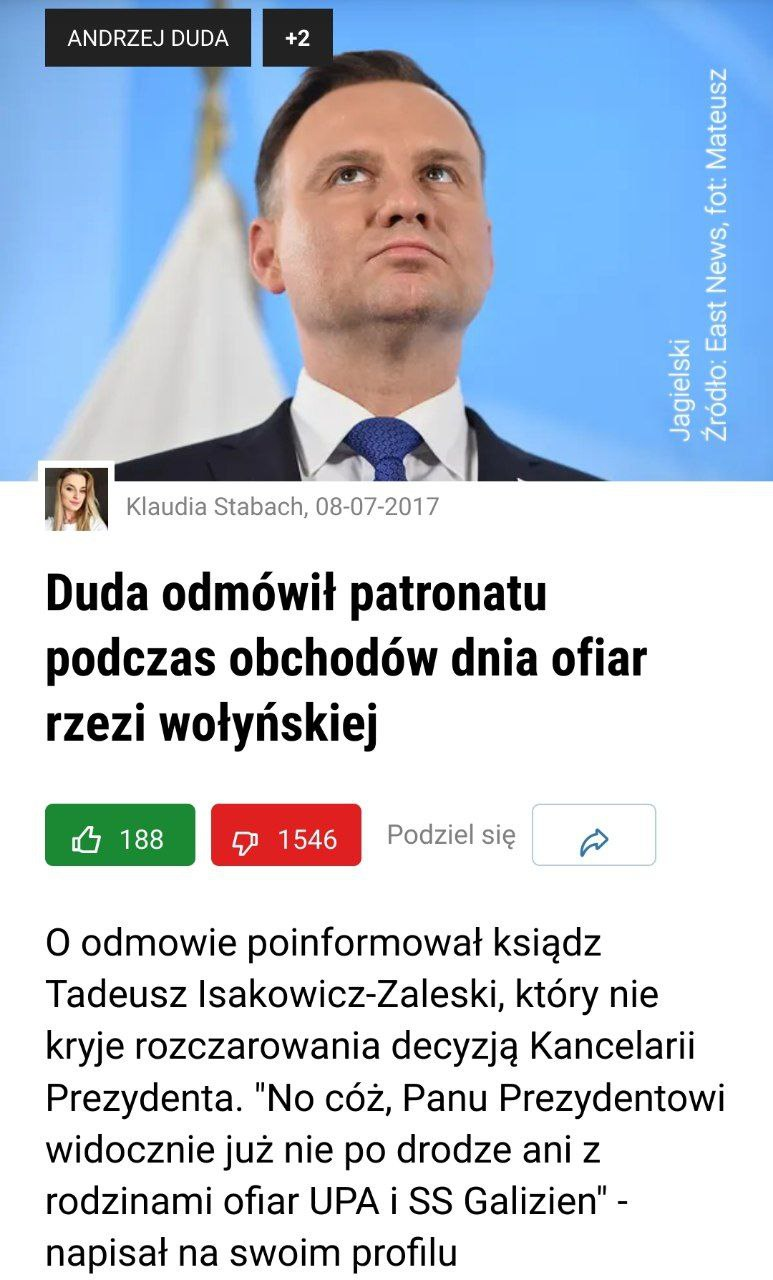 ANDRZEJ DUDA
+2
Jagielski
Źródło: East News, fot: Mateusz
Klaudia Stabach, 08-07-2017
Duda odmówił patronatu
podczas obchodów dnia ofiar
rzezi wołyńskiej
188
1546
Podziel się
O odmowie poinformował ksiądz
Tadeusz Isakowicz-Zaleski, który nie
kryje rozczarowania decyzją Kancelarii
Prezydenta. "No cóż, Panu Prezydentowi
widocznie już nie po drodze ani z
rodzinami ofiar UPA i SS Galizien" -
napisał na swoim profilu